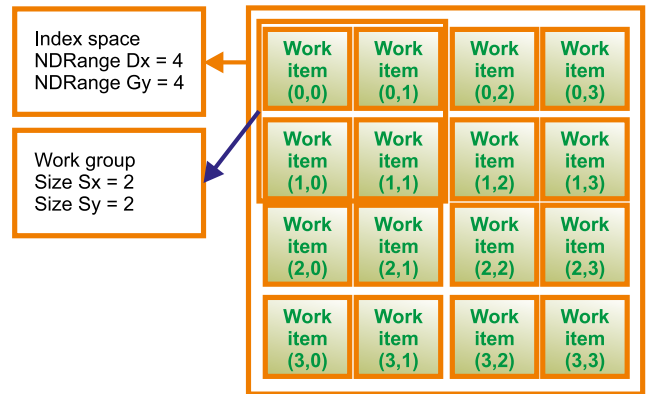 Index space
NDRange Dx = 4
NDRange Gy = 4
Work group
Size Sx = 2
Size Sy = 2
Work item (0,0)
Work item (0,1)
Work item (0,2)
Work item (0,3)
Work item (1,0)
Work item (1,1)
Work item (1,2)
Work item (1,3)
Work item (2,0)
Work item (2,1)
Work item (2,2)
Work item (2,3)
Work item (3,0)
Work item (3,1)
Work item (3,2)
Work item (3,3)